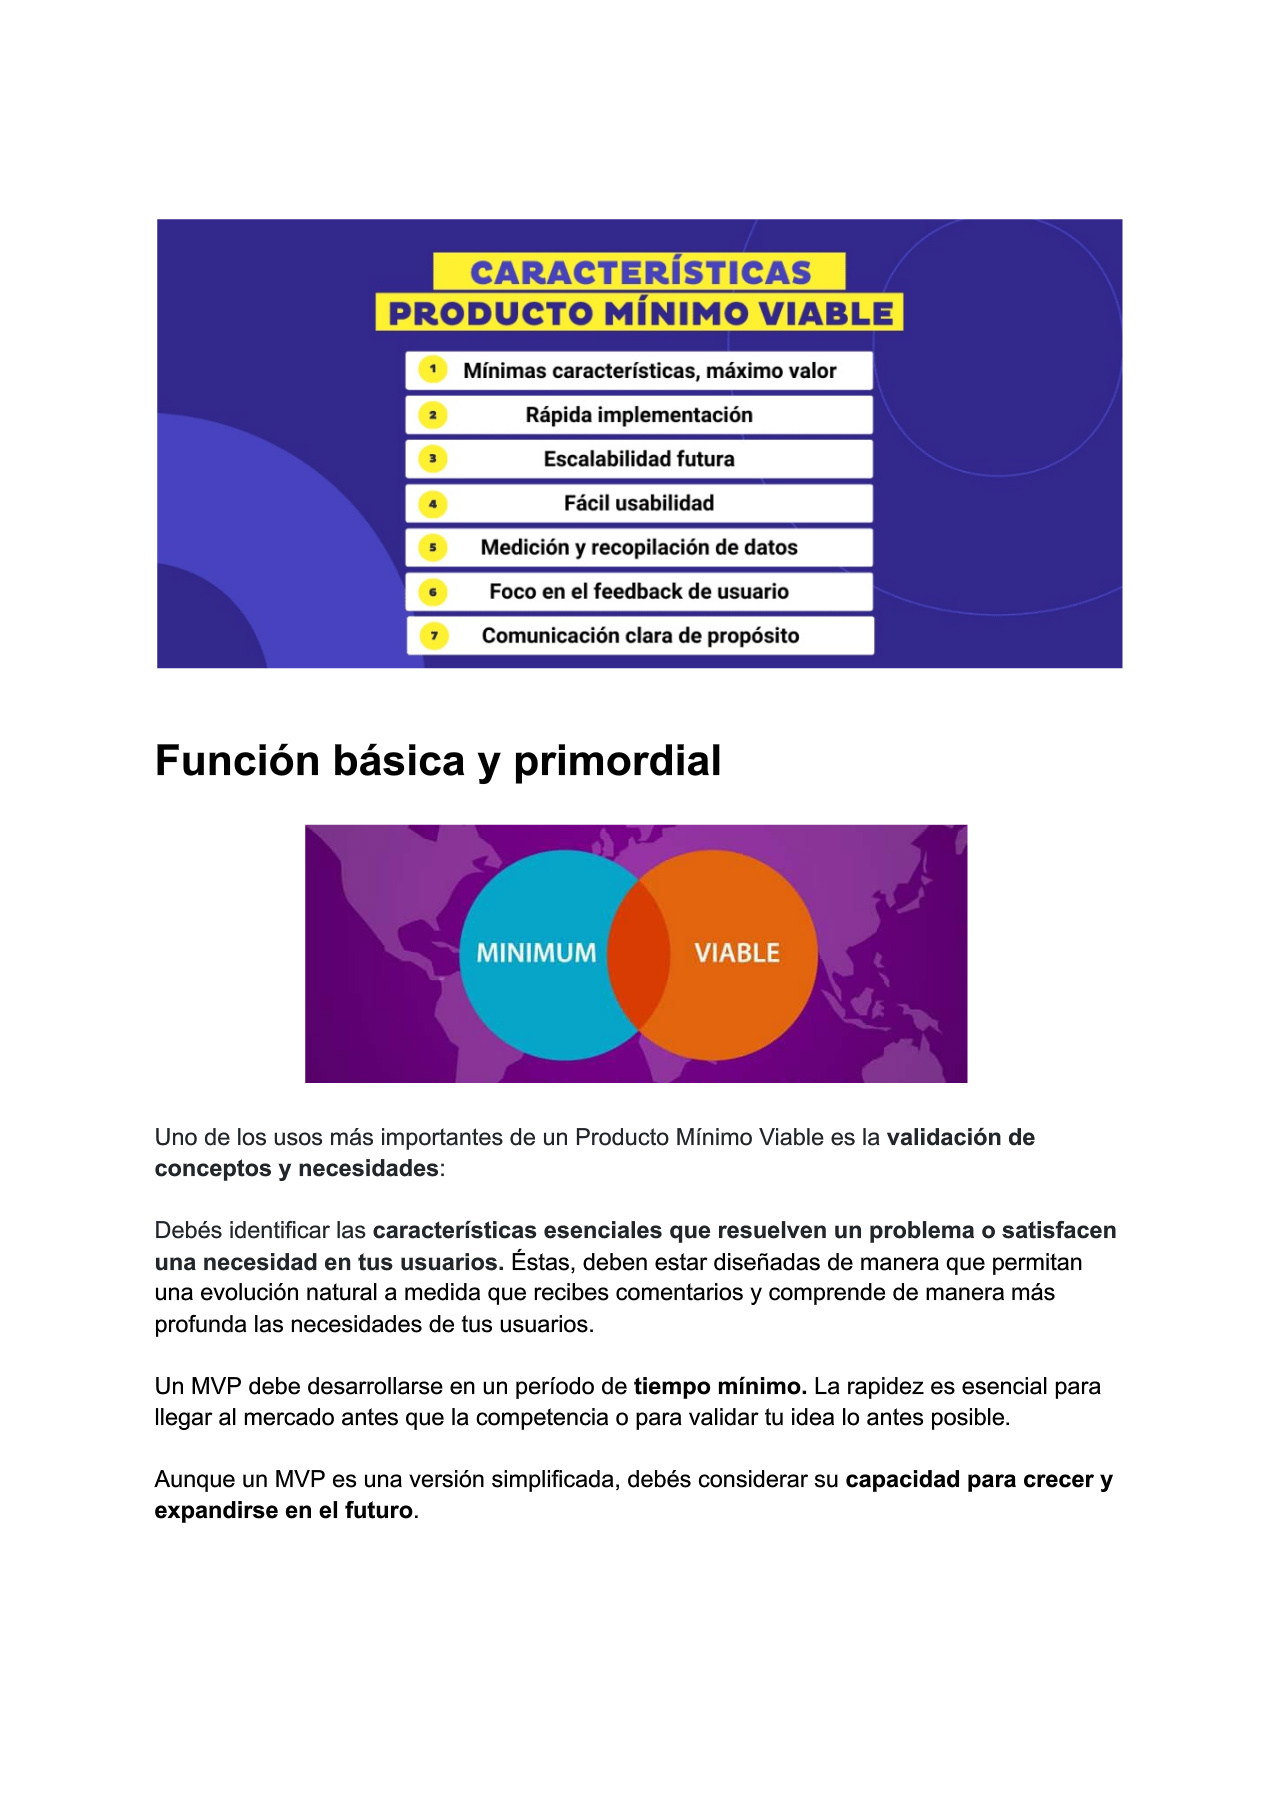 CARACTERÍSTICAS
PRODUCTO MÍNIMO VIABLE
1 Mínimas características, máximo valor
2 Rápida implementación
3 Escalabilidad futura
4 Fácil usabilidad
5 Medición y recopilación de datos
6 Foco en el feedback de usuario
7 Comunicación clara de propósito
Función básica y primordial
MINIMUM VIABLE
Uno de los usos más importantes de un Producto Mínimo Viable es la validación de
conceptos y necesidades:
Debés identificar las características esenciales que resuelven un problema o satisfacen
una necesidad en tus usuarios. Éstas, deben estar diseñadas de manera que permitan
una evolución natural a medida que recibes comentarios y comprende de manera más
profunda las necesidades de tus usuarios.
Un MVP debe desarrollarse en un período de tiempo mínimo. La rapidez es esencial para
llegar al mercado antes que la competencia o para validar tu idea lo antes posible.
Aunque un MVP es una versión simplificada, debés considerar su capacidad para crecer y
expandirse en el futuro.